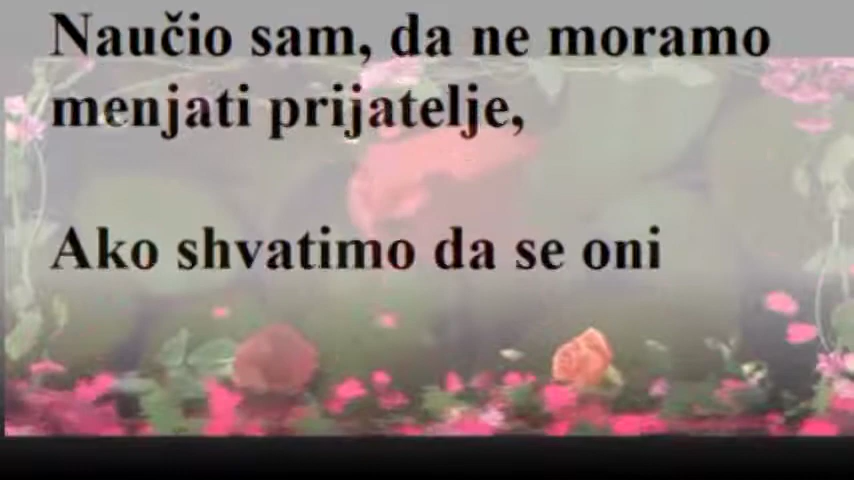 Naučio sam, da ne moramo
menjati prijatelje,
Ako shvatimo da se oni